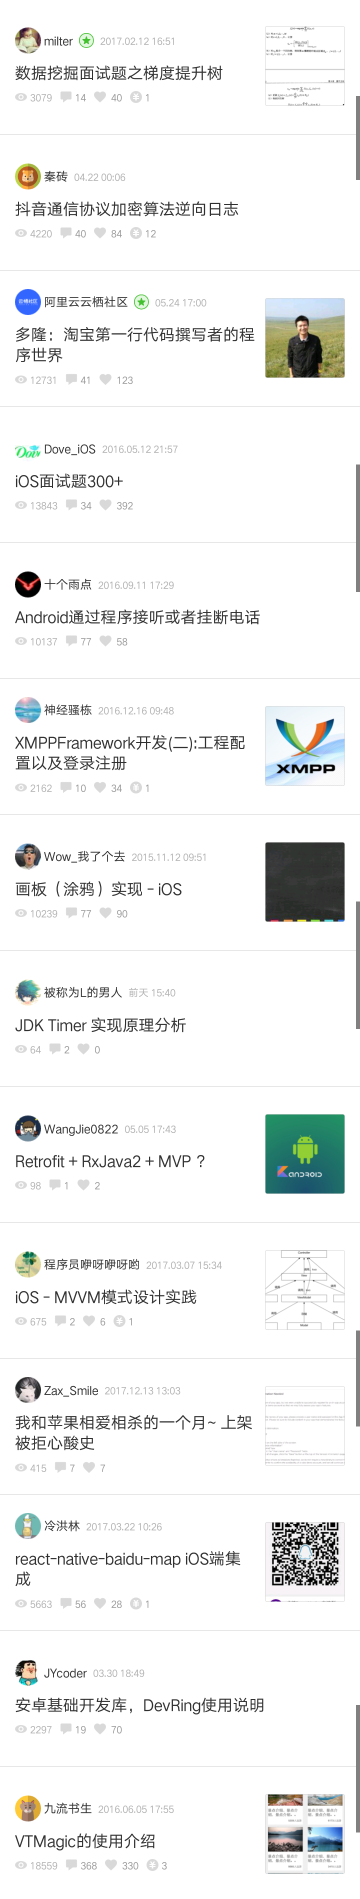 milter 2017.02.12 16:51
数据挖掘面试题之梯度提升树
3079 14 40 1
秦砖 04.22 00:06
抖音通信协议加密算法逆向日志
4220 40 84 12
阿里云云栖社区 05.24 17:00
多隆：淘宝第一行代码撰写者的程
序世界
12731 41 123
Dove_iOS 2016.05.12 21:57
iOS面试题300+
13843 34 392
十个雨点 2016.09.11 17:29
Android通过程序接听或者挂断电话
10137 77 58
神经骚栋 2016.12.16 09:48
XMPPFramework开发(二):工程配
置以及登录注册
XMPP
2162 10 34 1
Wow_我了个去 2015.11.12 09:51
画板（涂鸦）实现 - iOS
10239 77 90
被称为L的男人 前天 15:40
JDK Timer 实现原理分析
64 2 0
WangJie0822 05.05 17:43
Retrofit + RxJava2 + MVP ？
ANDROID
98 1 2
程序员咿呀咿呀哟 2017.03.07 15:34
iOS - MVVM模式设计实践
675 2 6 1
Zax_Smile 2017.12.13 13:03
我和苹果相爱相杀的一个月~ 上架
被拒心酸史
415 7 7
冷洪林 2017.03.22 10:26
react-native-baidu-map iOS端集
成
5663 56 28 1
JYcoder 03.30 18:49
安卓基础开发库，DevRing使用说明
2297 19 70
九流书生 2016.06.05 17:55
VTMagic的使用介绍
18559 368 330 3